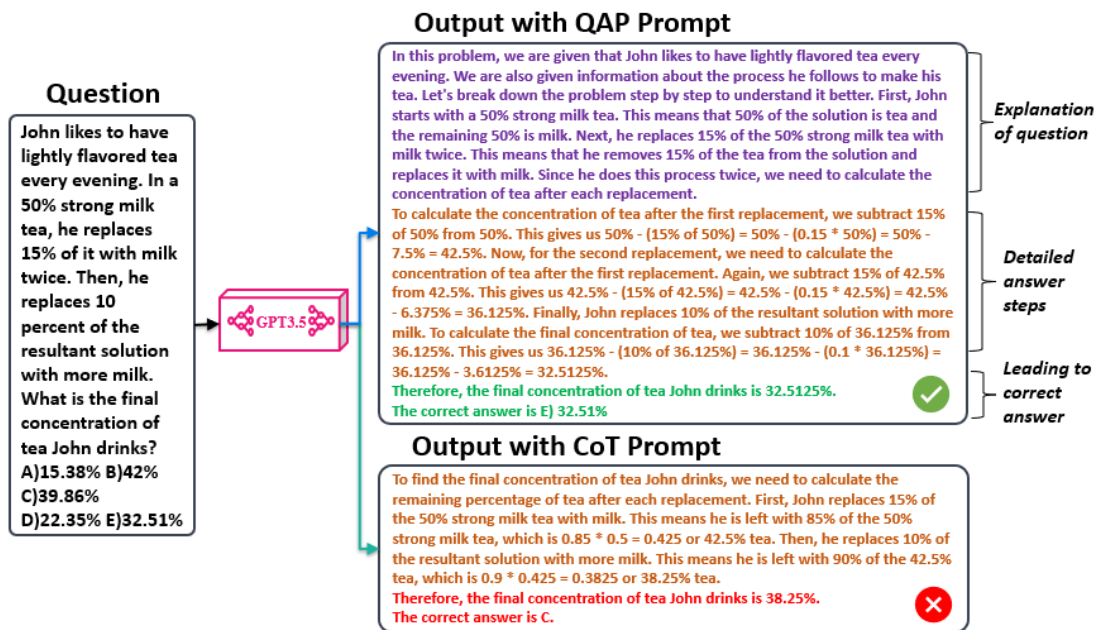 Output with QAP Prompt
In this problem, we are given that John likes to have lightly flavored tea every
evening. We are also given information about the process he follows to make his
tea. Let's break down the problem step by step to understand it better. First, John
starts with a 50% strong milk tea. This means that 50% of the solution is tea and
the remaining 50% is milk. Next, he replaces 15% of the 50% strong milk tea with
milk twice. This means that he removes 15% of the tea from the solution and
replaces it with milk. Since he does this process twice, we need to calculate the
concentration of tea after each replacement.
To calculate the concentration of tea after the first replacement, we subtract 15%
of 50% from 50%. This gives us 50% - (15% of 50%) = 50% - (0.15 * 50%) = 50% -
7.5% = 42.5%. Now, for the second replacement, we need to calculate the
concentration of tea after the first replacement. Again, we subtract 15% of 42.5%
from 42.5%. This gives us 42.5% - (15% of 42.5%) = 42.5% - (0.15 * 42.5%) = 42.5%
- 6.375% = 36.125%. Finally, John replaces 10% of the resultant solution with more
milk. To calculate the final concentration of tea, we subtract 10% of 36.125% from
36.125%. This gives us 36.125% - (10% of 36.125%) = 36.125% - (0.1 * 36.125%) =
36.125% - 3.6125% = 32.5125%.
Therefore, the final concentration of tea John drinks is 32.5125%.
The correct answer is E) 32.51%
Explanation
of question
Detailed
answer
steps
Leading to
correct
answer
Question
John likes to have
lightly flavored tea
every evening. In a
50% strong milk
tea, he replaces
15% of it with milk
twice. Then, he
replaces 10
percent of the
resultant solution
with more milk.
What is the final
concentration of
tea John drinks?
A)15.38% B)42%
C)39.86%
D)22.35% E)32.51%
GPT3.5
Output with CoT Prompt
To find the final concentration of tea John drinks, we need to calculate the
remaining percentage of tea after each replacement. First, John replaces 15% of
the 50% strong milk tea with milk. This means he is left with 85% of the 50%
strong milk tea, which is 0.85 * 0.5 = 0.425 or 42.5% tea. Then, he replaces 10% of
the resultant solution with more milk. This means he is left with 90% of the 42.5%
tea, which is 0.9 * 0.425 = 0.3825 or 38.25% tea.
Therefore, the final concentration of tea John drinks is 38.25%.
The correct answer is C.